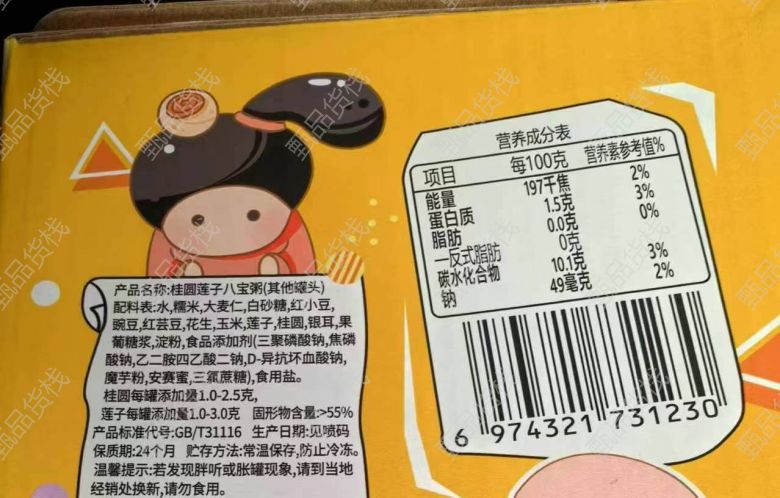 产品名称:桂圆莲子八宝粥(其他罐头)
配料表:水,糯米,大麦仁,白砂糖,红小豆,
豌豆,红芸豆,花生,玉米,莲子,桂圆,银耳,果
葡糖浆,淀粉,食品添加剂(三聚磷酸钠,焦磷
酸钠,乙二胺四乙酸二钠,D-异抗坏血酸钠,
魔芋粉,安赛蜜,三氯蔗糖),食用盐。
桂圆每罐添加量1.0-2.5克,
莲子每罐添加量1.0-3.0克 固形物含量:>55%
产品标准代号:GB/T31116 生产日期:见喷码
保质期:24个月 贮存方法:常温保存,防止冷冻。
温馨提示:若发现胖听或胀罐现象,请到当地
经销处换新,请勿食用。
营养成分表
项目 每100克 营养素参考值%
能量 197千焦 2%
蛋白质 1.5克 3%
脂肪 0.0克 0%
—反式脂肪 0克
碳水化合物 10.1克 3%
钠 49毫克 2%
6 974321 731230
甄品货栈